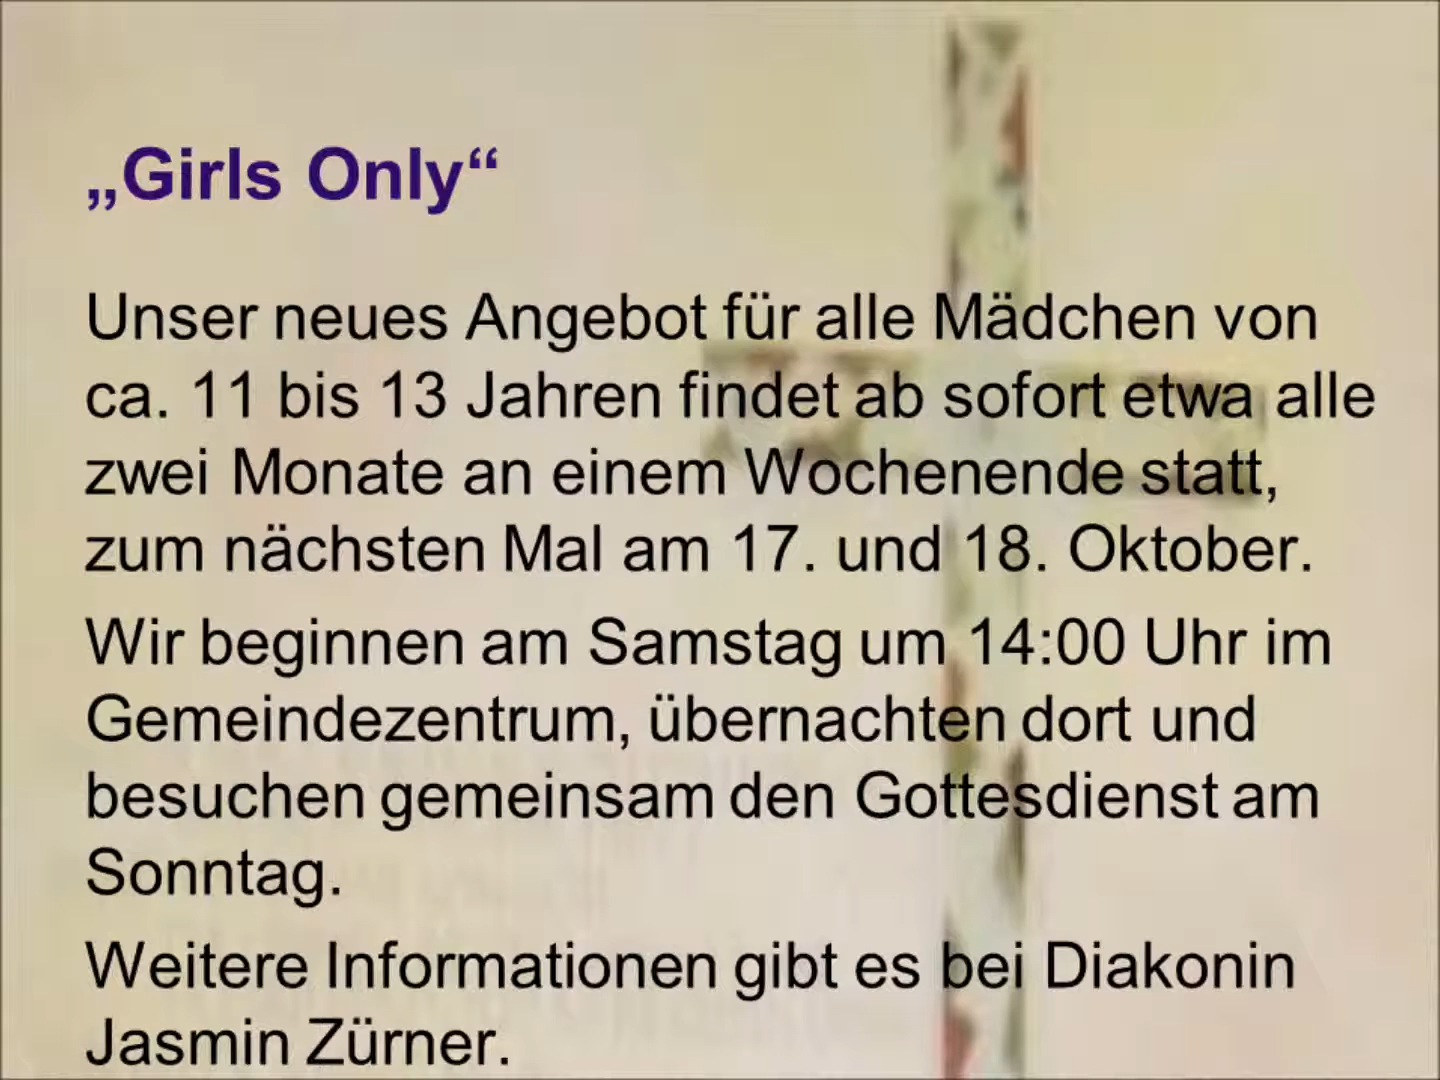 „Girls Only“
Unser neues Angebot für alle Mädchen von
ca. 11 bis 13 Jahren findet ab sofort etwa alle
zwei Monate an einem Wochenende statt,
zum nächsten Mal am 17. und 18. Oktober.
Wir beginnen am Samstag um 14:00 Uhr im
Gemeindezentrum, übernachten dort und
besuchen gemeinsam den Gottesdienst am
Sonntag.
Weitere Informationen gibt es bei Diakonin
Jasmin Zürner.